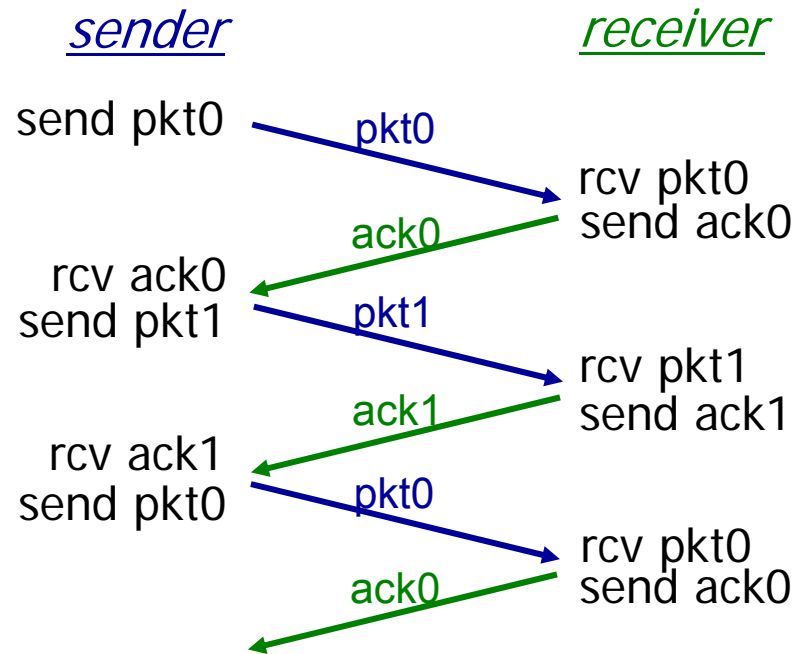 sender
receiver
send pkt0
pkt0
rcv pkt0
send ack0
ack0
rcv ack0
send pkt1
pkt1
rcv pkt1
send ack1
ack1
rcv ack1
send pkt0
pkt0
rcv pkt0
send ack0
ack0